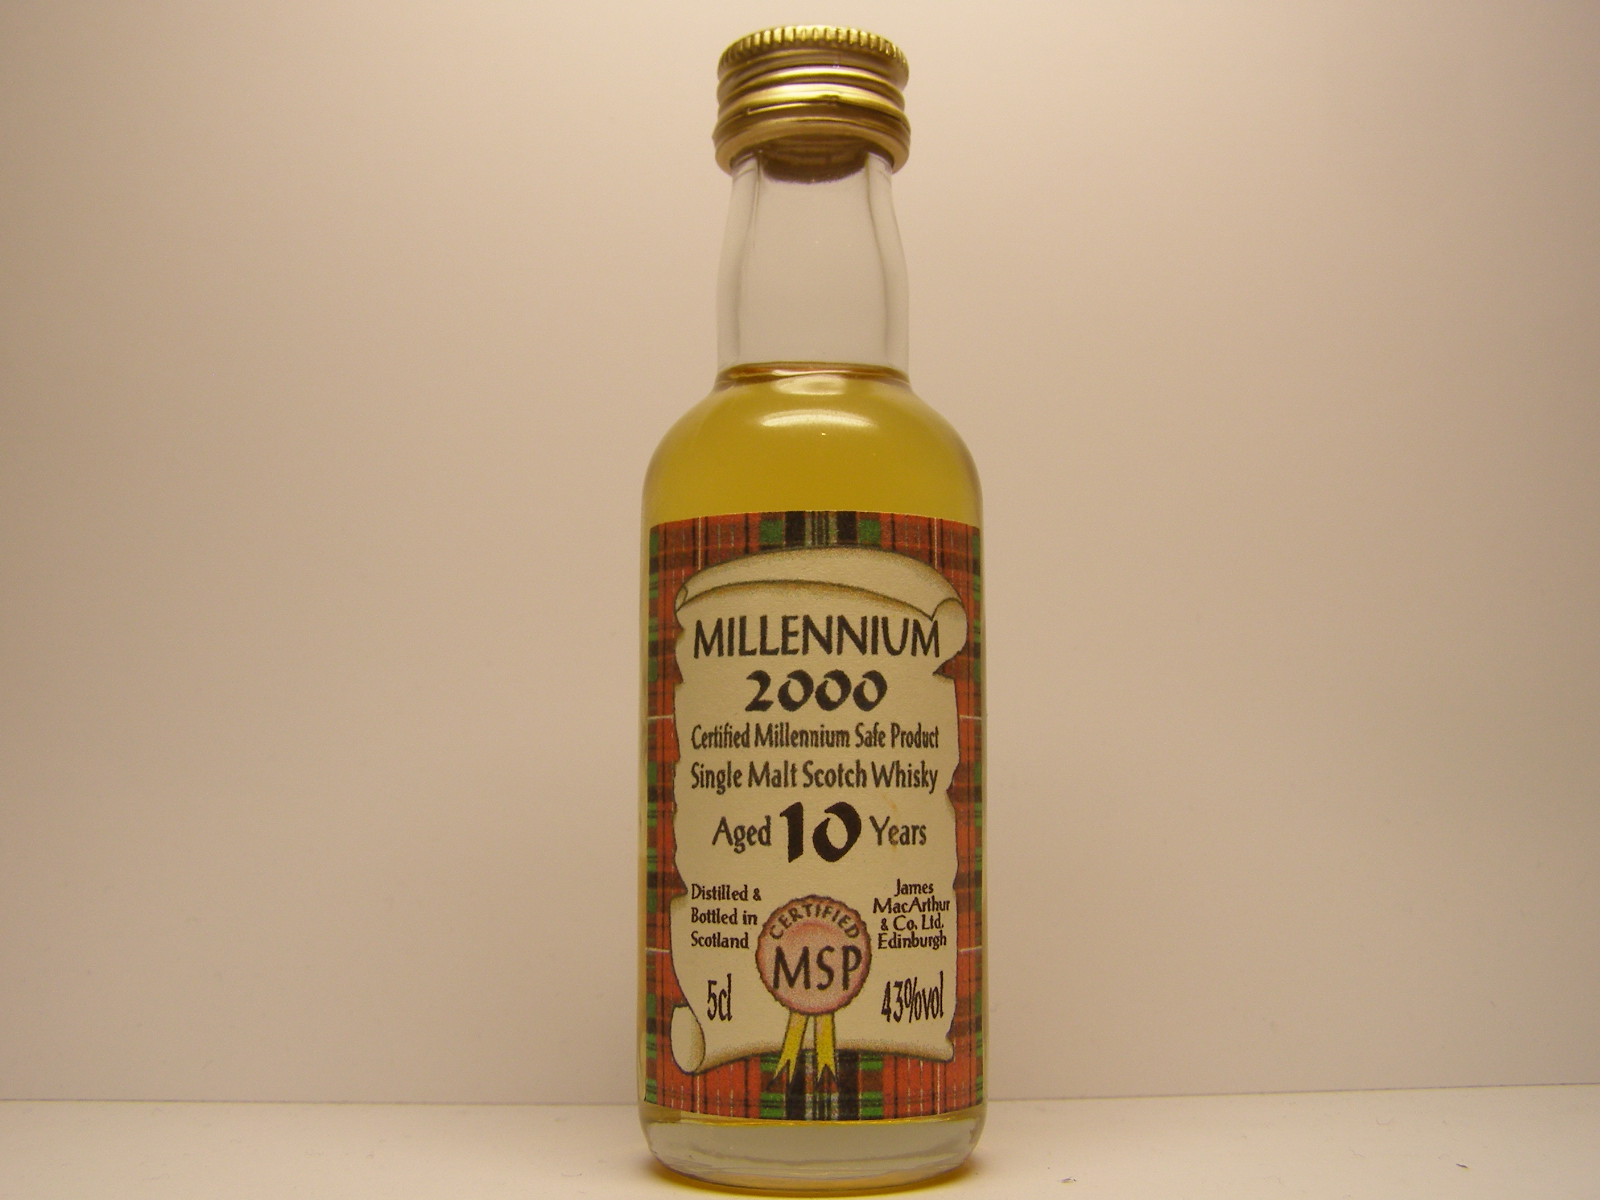 MILLENNIUM
2000
Certified Millennium Safe Product
Single Malt Scotch Whisky
Aged 10 Years
Distilled &
Bottled in
Scotland
James
MacArthur
& Co. Ltd.
Edinburgh
CERTIFIED
MSP
5cl
43%vol